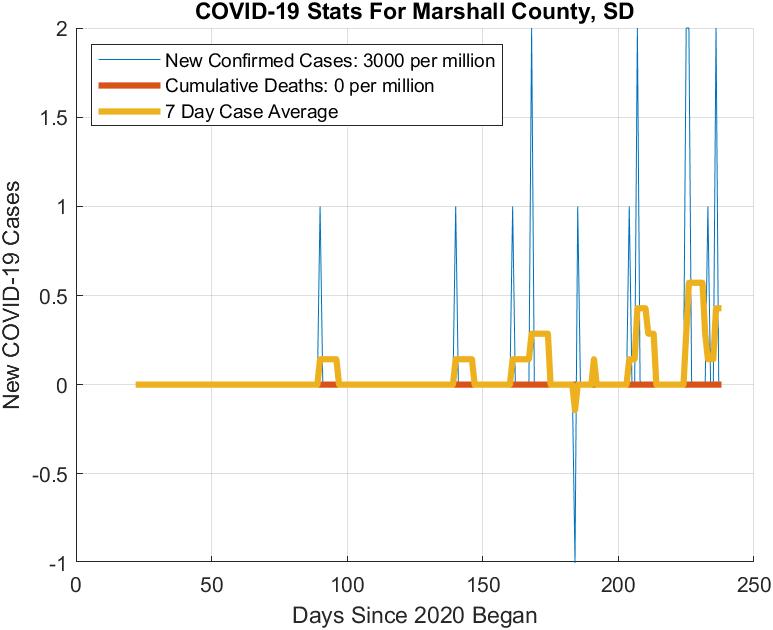 COVID-19 Stats For Marshall County, SD
New Confirmed Cases: 3000 per million
Cumulative Deaths: 0 per million
7 Day Case Average
New COVID-19 Cases
2
1.5
1
0.5
0
-0.5
-1
0 50 100 150 200 250
Days Since 2020 Began